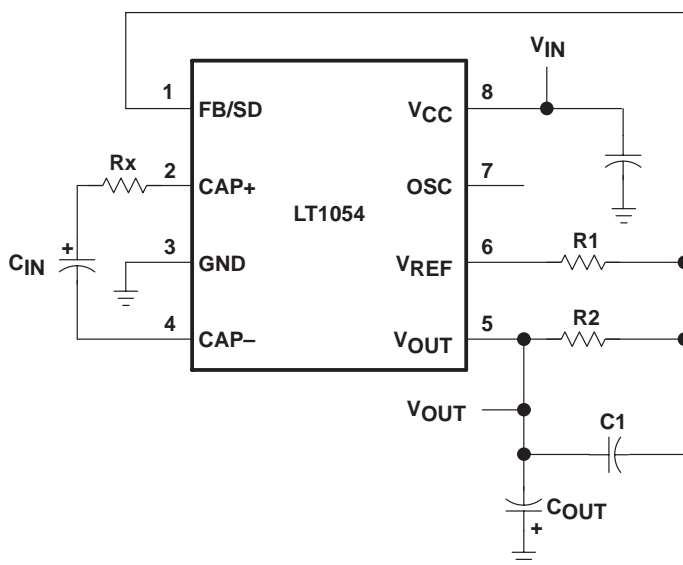 VIN
1
FB/SD
8
VCC
Rx
2
CAP+
7
OSC
LT1054
CIN
+
3
GND
6
VREF
R1
4
CAP–
5
VOUT
R2
VOUT
C1
COUT
+